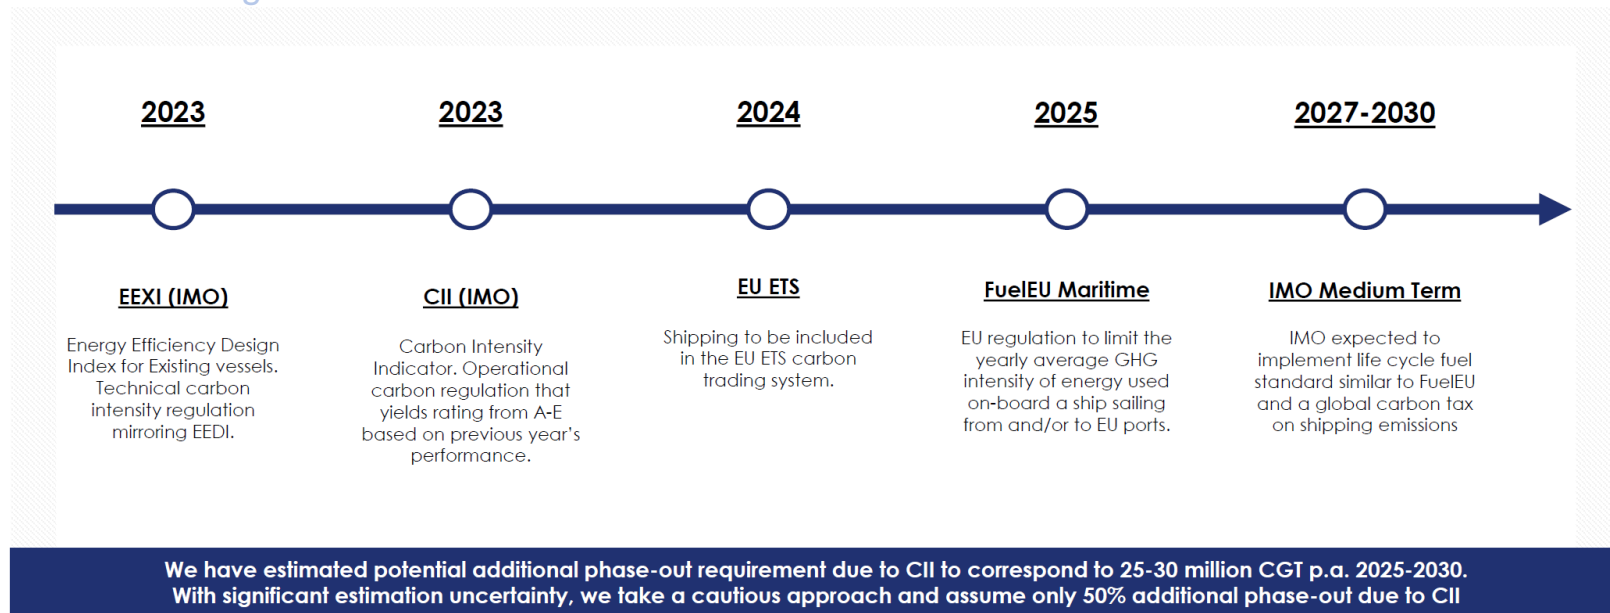 2023
2023
2024
2025
2027-2030
EEXI (IMO)
Energy Efficiency Design
Index for Existing vessels.
Technical carbon
intensity regulation
mirroring EEDI.
CII (IMO)
Carbon Intensity
Indicator. Operational
carbon regulation that
yields rating from A-E
based on previous year's
performance.
EU ETS
Shipping to be included
in the EU ETS carbon
trading system.
FuelEU Maritime
EU regulation to limit the
yearly average GHG
intensity of energy used
on-board a ship sailing
from and/or to EU ports.
IMO Medium Term
IMO expected to
implement life cycle fuel
standard similar to FuelEU
and a global carbon tax
on shipping emissions
We have estimated potential additional phase-out requirement due to CII to correspond to 25-30 million CGT p.a. 2025-2030.
With significant estimation uncertainty, we take a cautious approach and assume only 50% additional phase-out due to CII